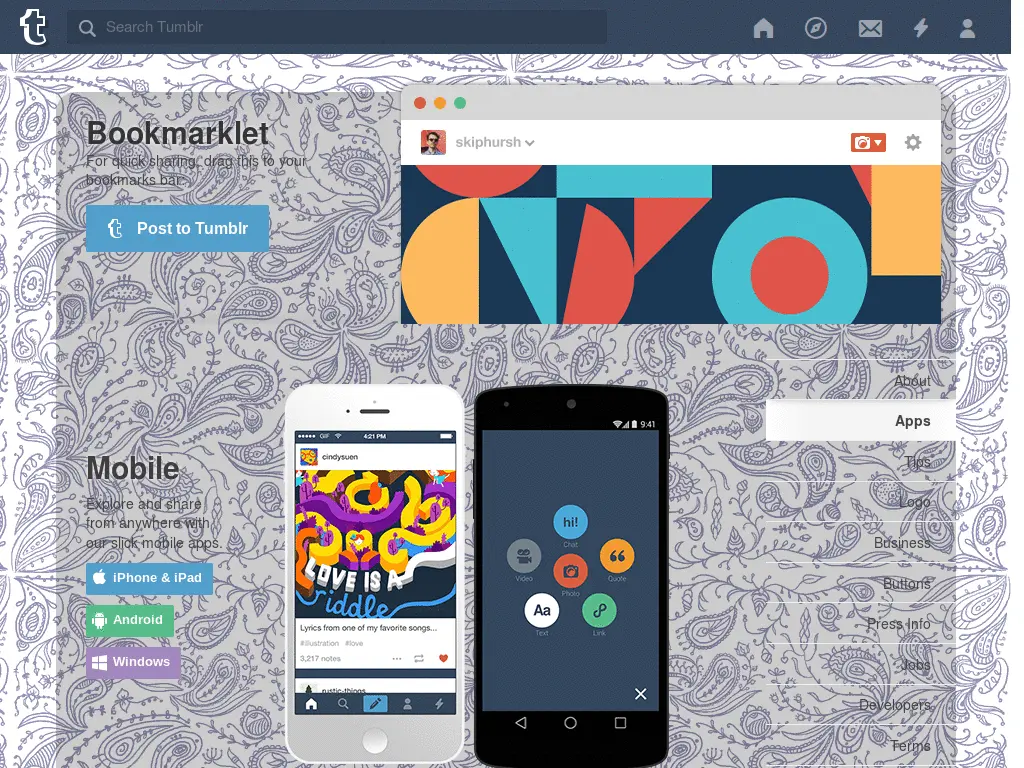 Search Tumblr
Bookmarklet
For quick sharing, drag this to your
bookmarks bar.
Post to Tumblr
skiphursh
About
Apps
Tips
Logo
Business
Buttons
Press Info
Jobs
Developers
Terms
Mobile
Explore and share
from anywhere with
our slick mobile apps.
iPhone & iPad
Android
Windows
GIF
4:21 PM
cindysuen
LOVE IS A
riddle
Lyrics from one of my favorite songs...
#illustration #love
3,217 notes
rustic-things
9:41
hi!
Chat
Video
Quote
Photo
Aa
Text
Link